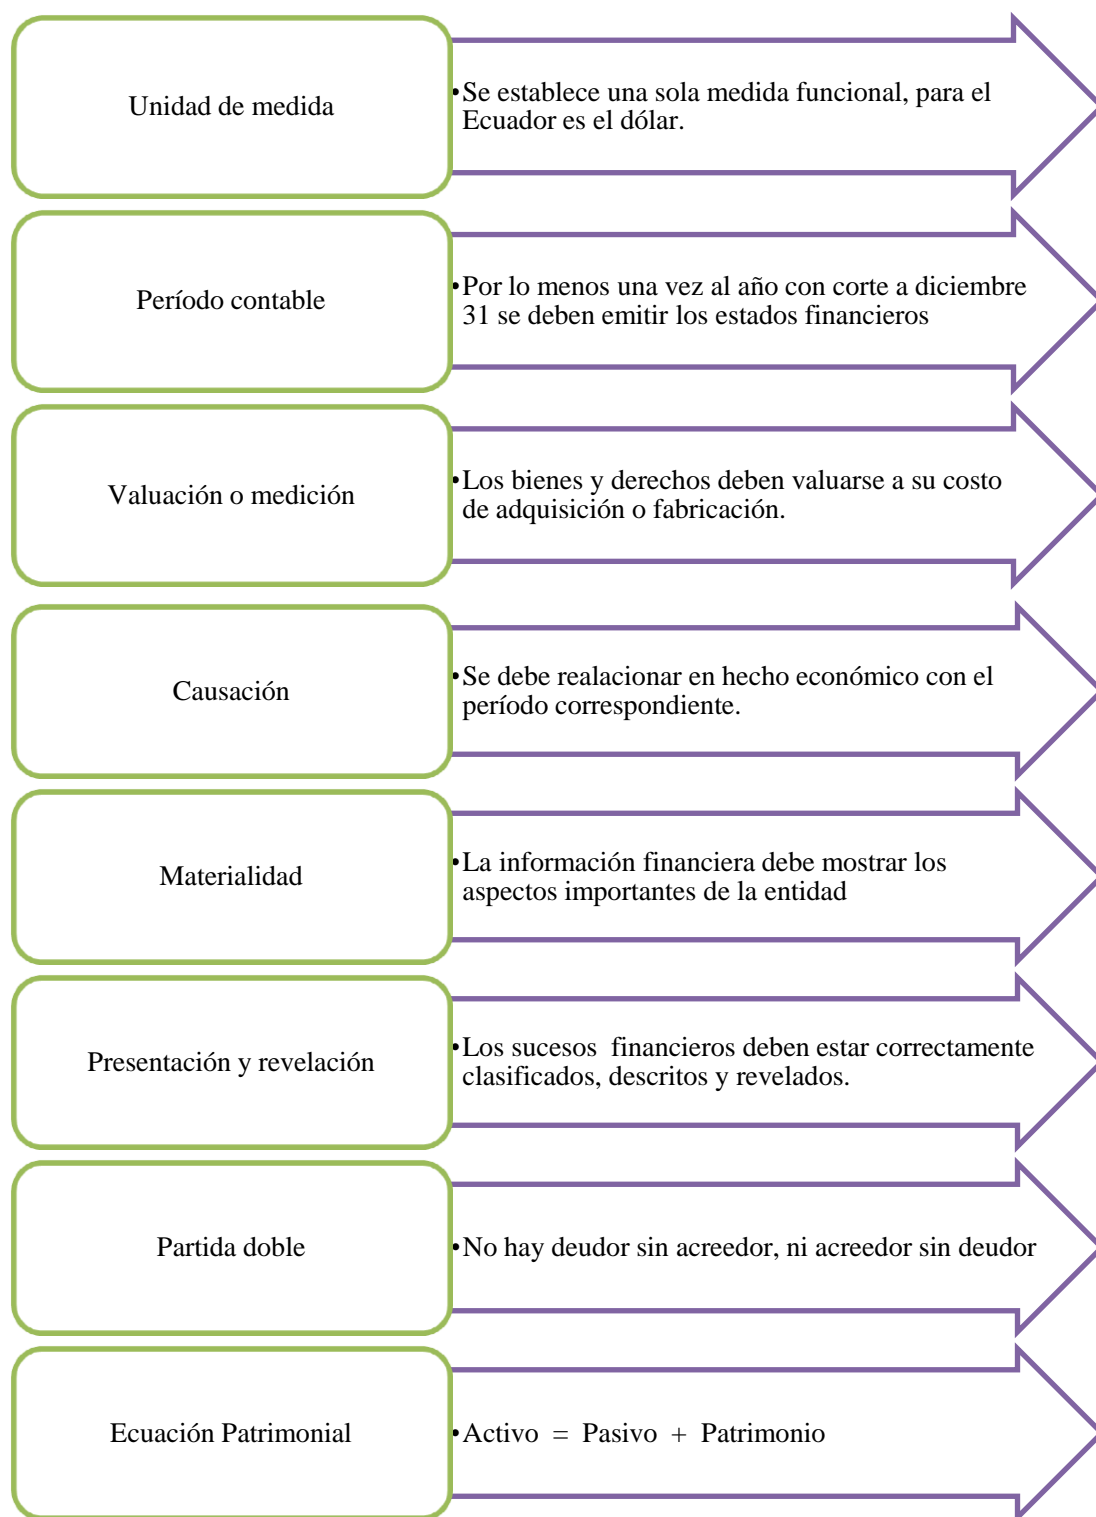 Unidad de medida
•Se establece una sola medida funcional, para el
Ecuador es el dólar.
Período contable
•Por lo menos una vez al año con corte a diciembre
31 se deben emitir los estados financieros
Valuación o medición
•Los bienes y derechos deben valuarse a su costo
de adquisición o fabricación.
Causación
•Se debe realacionar en hecho económico con el
período correspondiente.
Materialidad
•La información financiera debe mostrar los
aspectos importantes de la entidad
Presentación y revelación
•Los sucesos  financieros deben estar correctamente
clasificados, descritos y revelados.
Partida doble
•No hay deudor sin acreedor, ni acreedor sin deudor
Ecuación Patrimonial
•Activo  =  Pasivo  +  Patrimonio